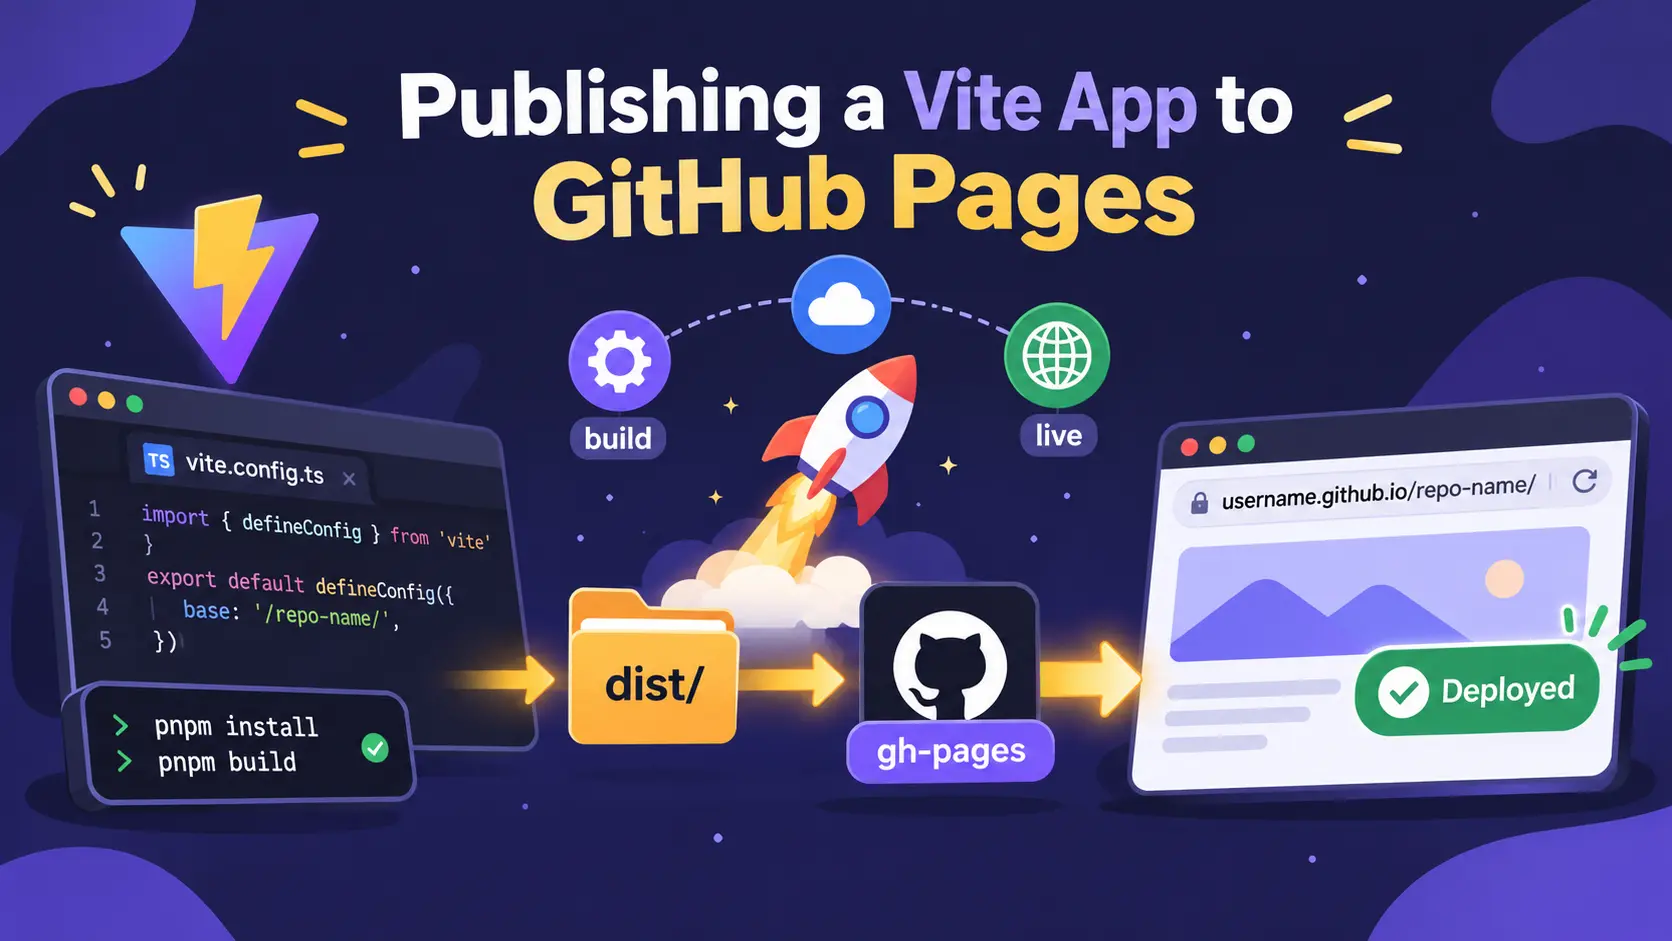 Publishing a Vite App to
GitHub Pages
build
live
TS vite.config.ts ×
1 import { defineConfig } from 'vite'
2 }
3 export default defineConfig({
4 base: '/repo-name/',
5 })
> pnpm install
> pnpm build
dist/
gh-pages
username.github.io/repo-name/
Deployed